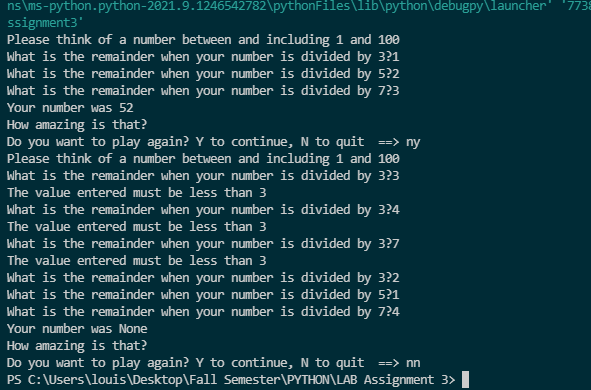 ns\ms-python.python-2021.9.1246542782\pythonFiles\lib\python\debugpy\launcher' '7738
ssignment3'
Please think of a number between and including 1 and 100
What is the remainder when your number is divided by 3?1
What is the remainder when your number is divided by 5?2
What is the remainder when your number is divided by 7?3
Your number was 52
How amazing is that?
Do you want to play again? Y to continue, N to quit  ==> ny
Please think of a number between and including 1 and 100
What is the remainder when your number is divided by 3?3
The value entered must be less than 3
What is the remainder when your number is divided by 3?4
The value entered must be less than 3
What is the remainder when your number is divided by 3?7
The value entered must be less than 3
What is the remainder when your number is divided by 3?2
What is the remainder when your number is divided by 5?1
What is the remainder when your number is divided by 7?4
Your number was None
How amazing is that?
Do you want to play again? Y to continue, N to quit  ==> nn
PS C:\Users\louis\Desktop\Fall Semester\PYTHON\LAB Assignment 3>